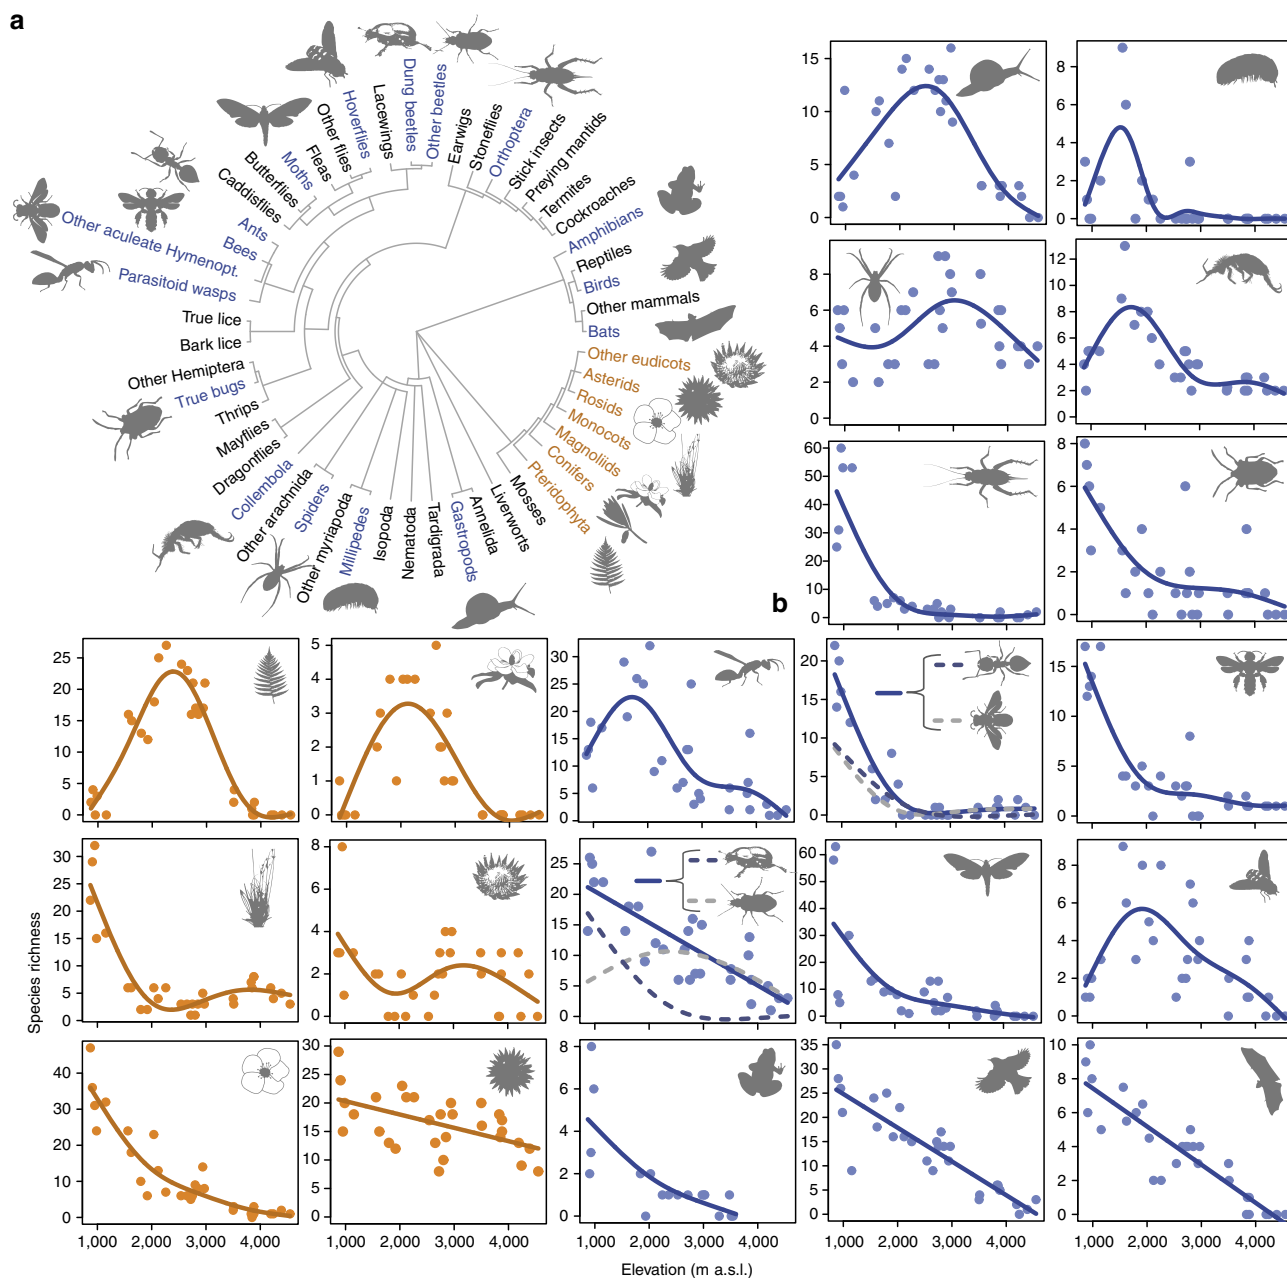 a
Dung beetles
Other beetles
Lacewings
Hoverflies
Other flies
Fleas
Moths
Butterflies
Caddisflies
Ants
Bees
Other aculeate Hymenopt.
Parasitoid wasps
True lice
Bark lice
Other Hemiptera
True bugs
Thrips
Mayflies
Dragonflies
Collembola
Other arachnida
Spiders
Other myriapoda
Millipedes
Isopoda
Nematoda
Tardigrada
Gastropods
Annelida
Liverworts
Mosses
Pteridophyta
Conifers
Magnoliids
Monocots
Rosids
Asterids
Other eudicots
Bats
Other mammals
Birds
Reptiles
Amphibians
Cockroaches
Termites
Preying mantids
Stick insects
Orthoptera
Stoneflies
Earwigs
15
10
5
0
8
6
4
2
0
8
6
4
2
0
12
10
8
6
4
2
0
60
50
40
30
20
10
0
8
6
4
2
0
b
25
20
15
10
5
0
5
4
3
2
1
0
30
25
20
15
10
5
0
20
15
10
5
0
15
10
5
0
30
25
20
15
10
5
0
8
6
4
2
0
25
20
15
10
5
0
60
50
40
30
20
10
0
8
6
4
2
0
Species richness
40
30
20
10
0
30
25
20
15
10
5
0
8
6
4
2
0
35
30
25
20
15
10
5
0
10
8
6
4
2
0
1,000 2,000 3,000 4,000 1,000 2,000 3,000 4,000 1,000 2,000 3,000 4,000 1,000 2,000 3,000 4,000 1,000 2,000 3,000 4,000
Elevation (m a.s.l.)